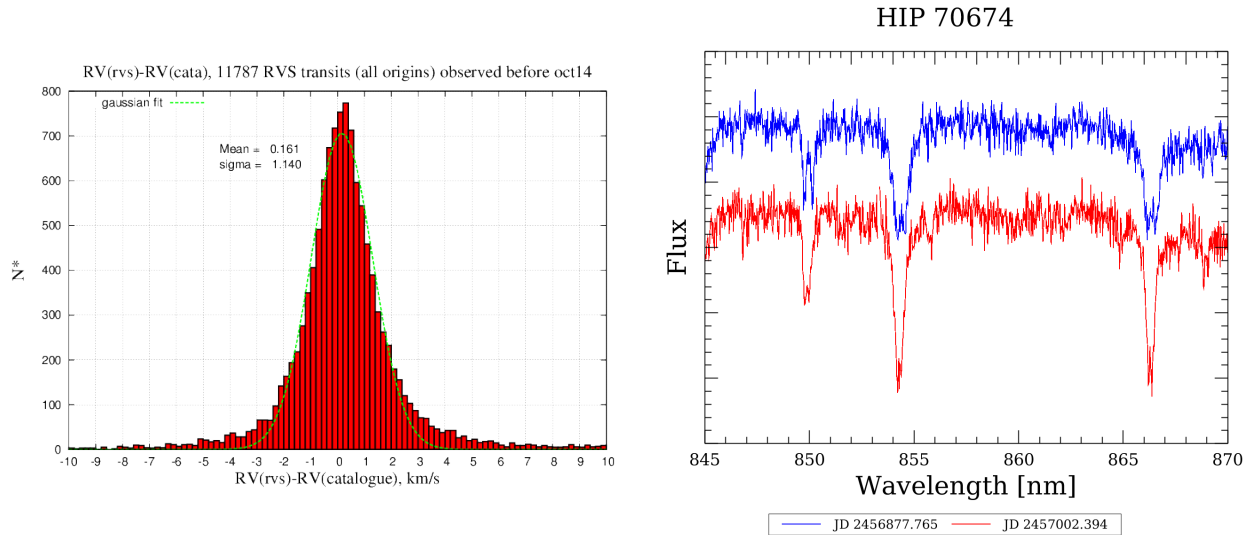 RV(rvs)-RV(cata), 11787 RVS transits (all origins) observed before oct14
800
700
600
500
400
300
200
100
0
N*
gaussian fit
Mean = 0.161
sigma = 1.140
-10 -9 -8 -7 -6 -5 -4 -3 -2 -1 0 1 2 3 4 5 6 7 8 9 10
RV(rvs)-RV(catalogue), km/s
HIP 70674
Flux
845 850 855 860 865 870
Wavelength [nm]
JD 2456877.765 JD 2457002.394